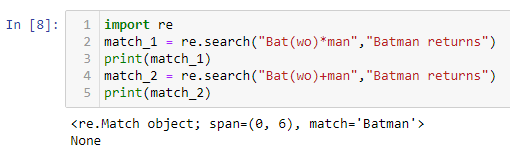 In [8]:
1 import re
2 match_1 = re.search("Bat(wo)*man","Batman returns")
3 print(match_1)
4 match_2 = re.search("Bat(wo)+man","Batman returns")
5 print(match_2)
<re.Match object; span=(0, 6), match='Batman'>
None